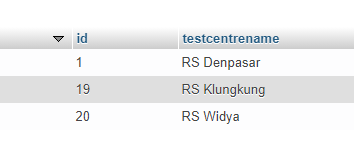 id testcentrename
1 RS Denpasar
19 RS Klungkung
20 RS Widya